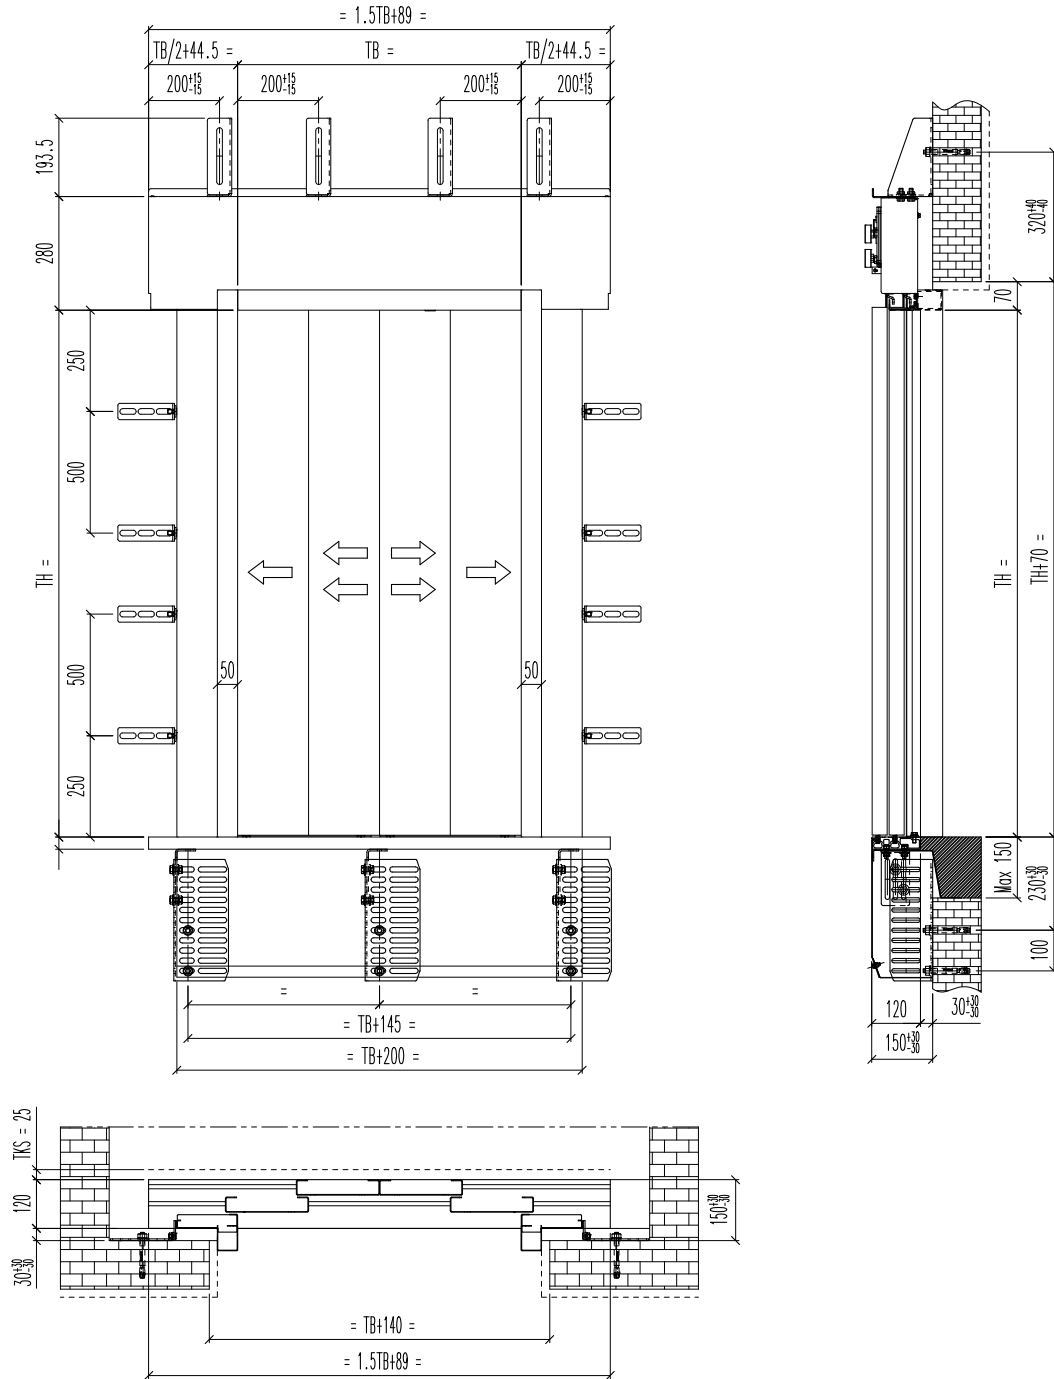 = 1.5TB+89 =
TB/2+44.5 =
TB =
TB/2+44.5 =
200+15-15
200+15-15
200+15-15
200+15-15
193.5
280
250
500
TH =
500
250
50
50
=
=
= TB+145 =
= TB+200 =
320+40-40
70
TH =
TH+70 =
Max 150
230+30-30
100
120
30+30-30
150+30-30
TKS = 25
120
30+30-30
150+30-30
= TB+140 =
= 1.5TB+89 =